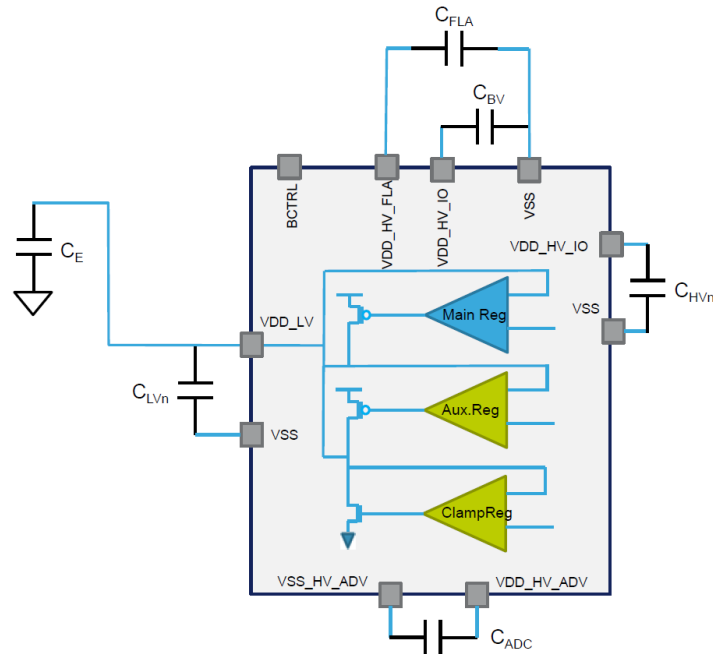 CFLA
CBV
BCTRL
VDD_HV_FLA
VDD_HV_IO
VSS
CE
VDD_HV_IO
Main Reg
VSS
CHVn
VDD_LV
CLVn
Aux.Reg
VSS
ClampReg
VSS_HV_ADV
VDD_HV_ADV
CADC